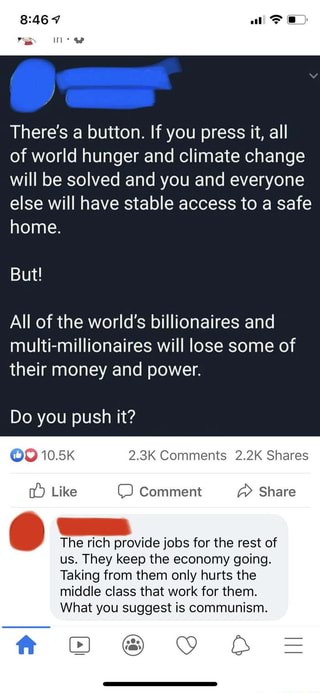 8:46
There's a button. If you press it, all
of world hunger and climate change
will be solved and you and everyone
else will have stable access to a safe
home.
But!
All of the world's billionaires and
multi-millionaires will lose some of
their money and power.
Do you push it?
10.5K 2.3K Comments 2.2K Shares
Like Comment Share
The rich provide jobs for the rest of
us. They keep the economy going.
Taking from them only hurts the
middle class that work for them.
What you suggest is communism.